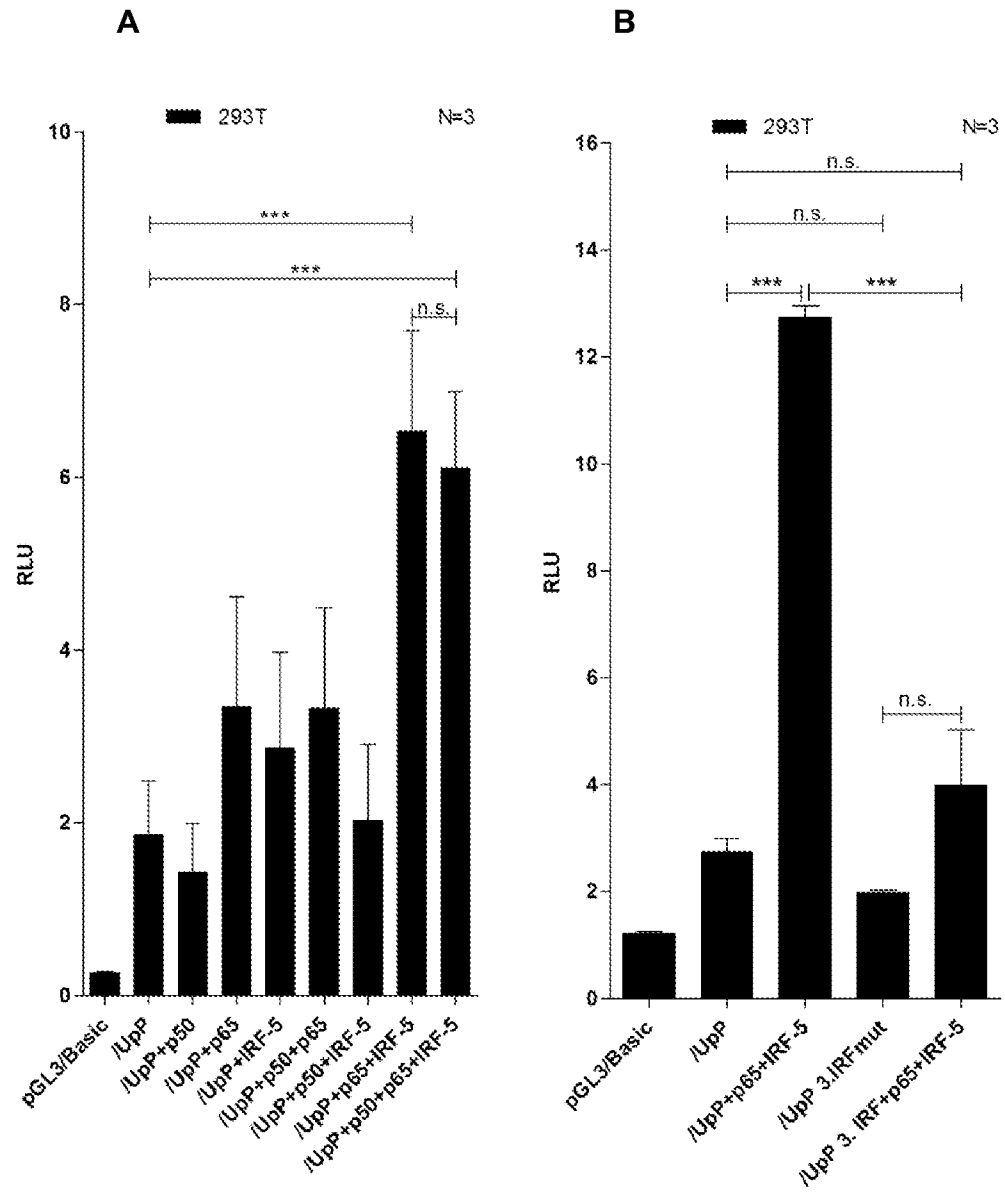 A
293T N=3
10
8
6
4
2
0
RLU
***
***
n.s.
pGL3/Basic
/UpP
/UpP+p50
/UpP+p65
/UpP+IRF-5
/UpP+p50+p65
/UpP+p50+IRF-5
/UpP+p65+IRF-5
/UpP+p50+p65+IRF-5
B
293T N=3
16
14
12
10
8
6
4
2
0
RLU
n.s.
n.s.
*** ***
n.s.
pGL3/Basic
/UpP
/UpP+p65+IRF-5
/UpP 3.IRFmut
/UpP 3. IRF+p65+IRF-5